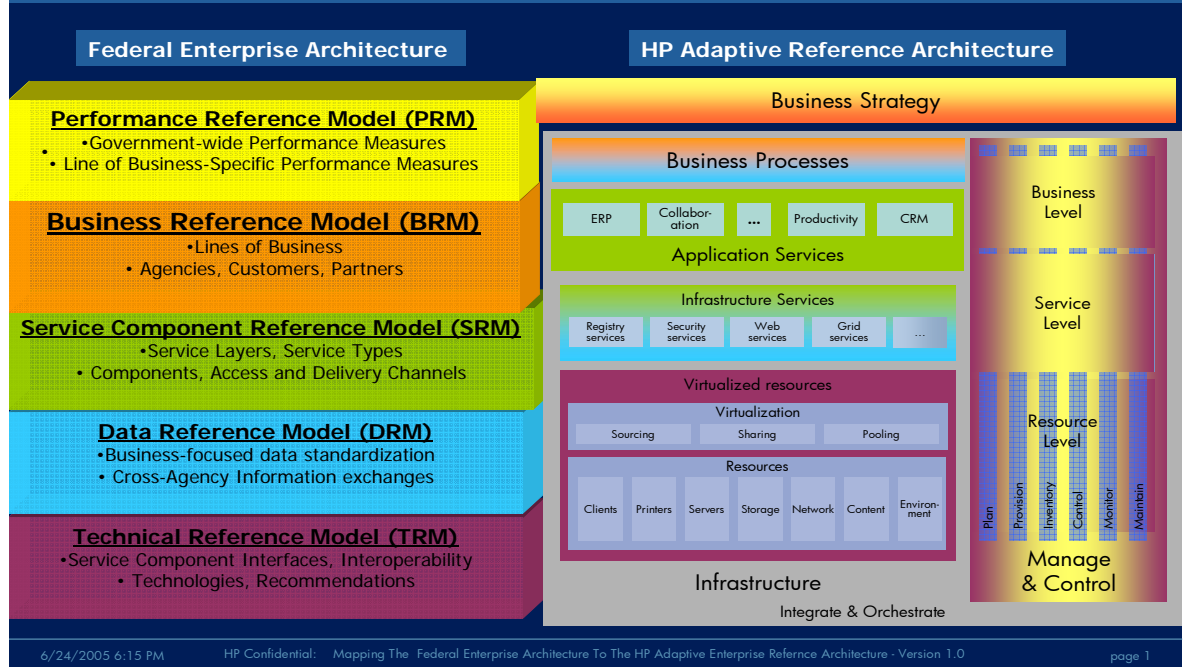 Federal Enterprise Architecture
HP Adaptive Reference Architecture
Performance Reference Model (PRM)
•Government-wide Performance Measures
•
• Line of Business-Specific Performance Measures
Business Reference Model (BRM)
•Lines of Business
• Agencies, Customers, Partners
Service Component Reference Model (SRM)
•Service Layers, Service Types
• Components, Access and Delivery Channels
Data Reference Model (DRM)
•Business-focused data standardization
• Cross-Agency Information exchanges
Technical Reference Model (TRM)
•Service Component Interfaces, Interoperability
• Technologies, Recommendations
Business Strategy
Business Processes
ERP
Collabor-
ation
...
Productivity
CRM
Application Services
Infrastructure Services
Registry
services
Security
services
Web
services
Grid
services
...
Virtualized resources
Virtualization
Sourcing
Sharing
Pooling
Resources
Clients
Printers
Servers
Storage
Network
Content
Environ-
ment
Infrastructure
Integrate & Orchestrate
Business
Level
Service
Level
Resource
Level
Plan
Provision
Inventory
Control
Monitor
Maintain
Manage
& Control
6/24/2005 6:15 PM
HP Confidential: Mapping The Federal Enterprise Architecture To The HP Adaptive Enterprise Refernce Architecture - Version 1.0
page 1